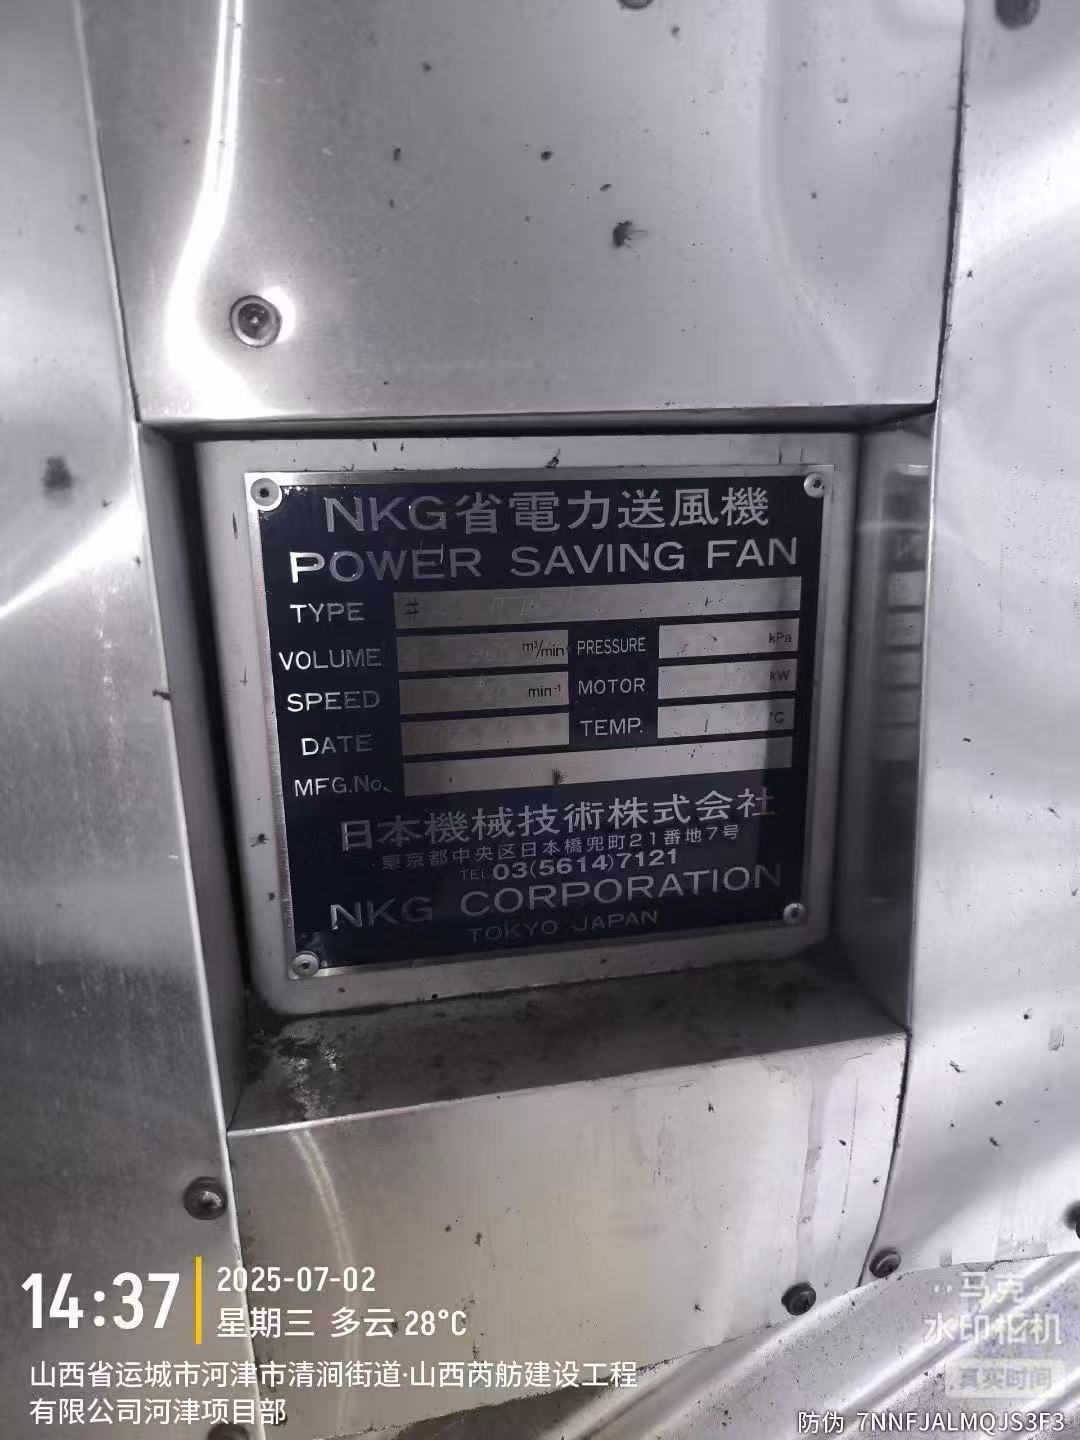 NKG省電力送風機
POWER SAVING FAN
TYPE #
VOLUME m³/min PRESSURE kPa
SPEED min⁻¹ MOTOR kW
DATE TEMP. °C
MFG.No.
日本機械技術株式会社
東京都中央区日本橋兜町21番地7号
TEL 03(5614)7121
NKG CORPORATION
TOKYO JAPAN
14:37
2025-07-02
星期三 多云 28°C
山西省运城市河津市清涧街道·山西芮舫建设工程
有限公司河津项目部
马克
水印相机
真实时间
防伪 7NNFJALMQJS3F3